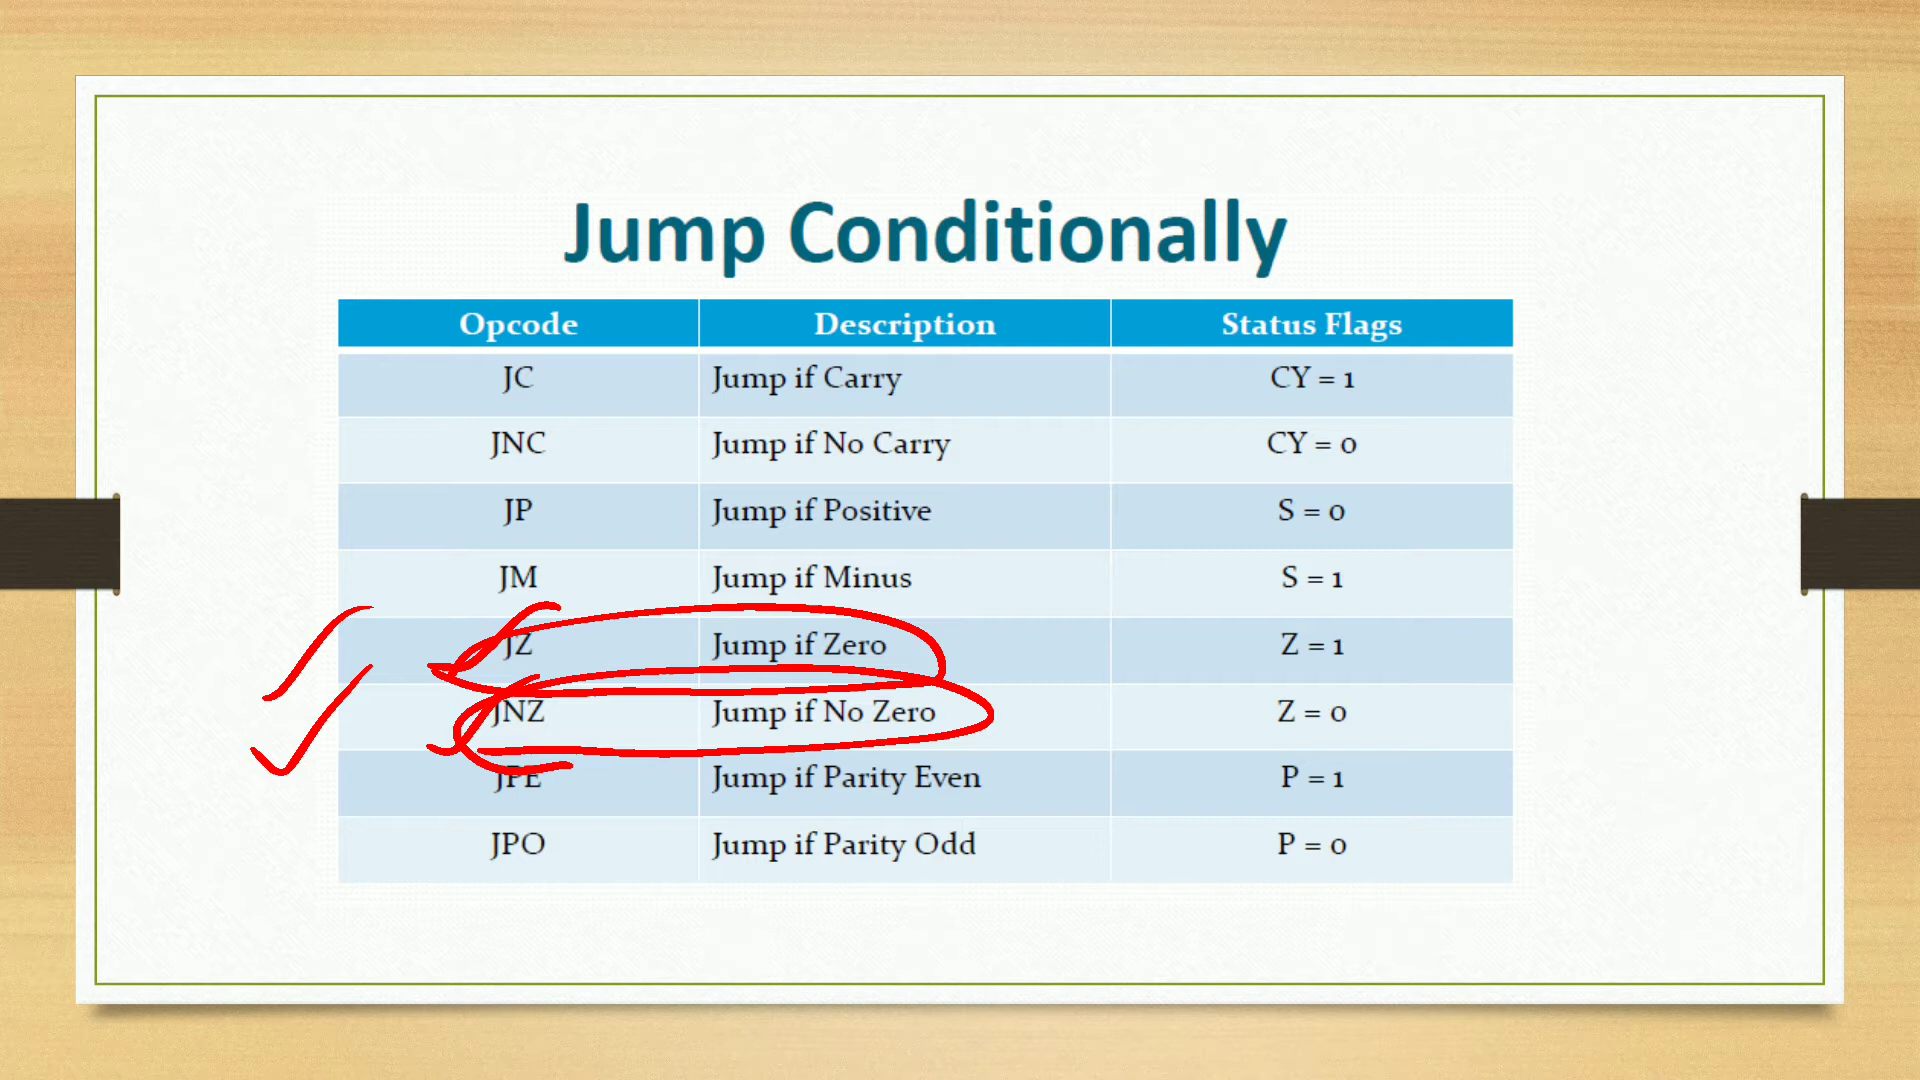 Jump Conditionally
Opcode Description Status Flags
JC Jump if Carry CY = 1
JNC Jump if No Carry CY = 0
JP Jump if Positive S = 0
JM Jump if Minus S = 1
JZ Jump if Zero Z = 1
JNZ Jump if No Zero Z = 0
JPE Jump if Parity Even P = 1
JPO Jump if Parity Odd P = 0